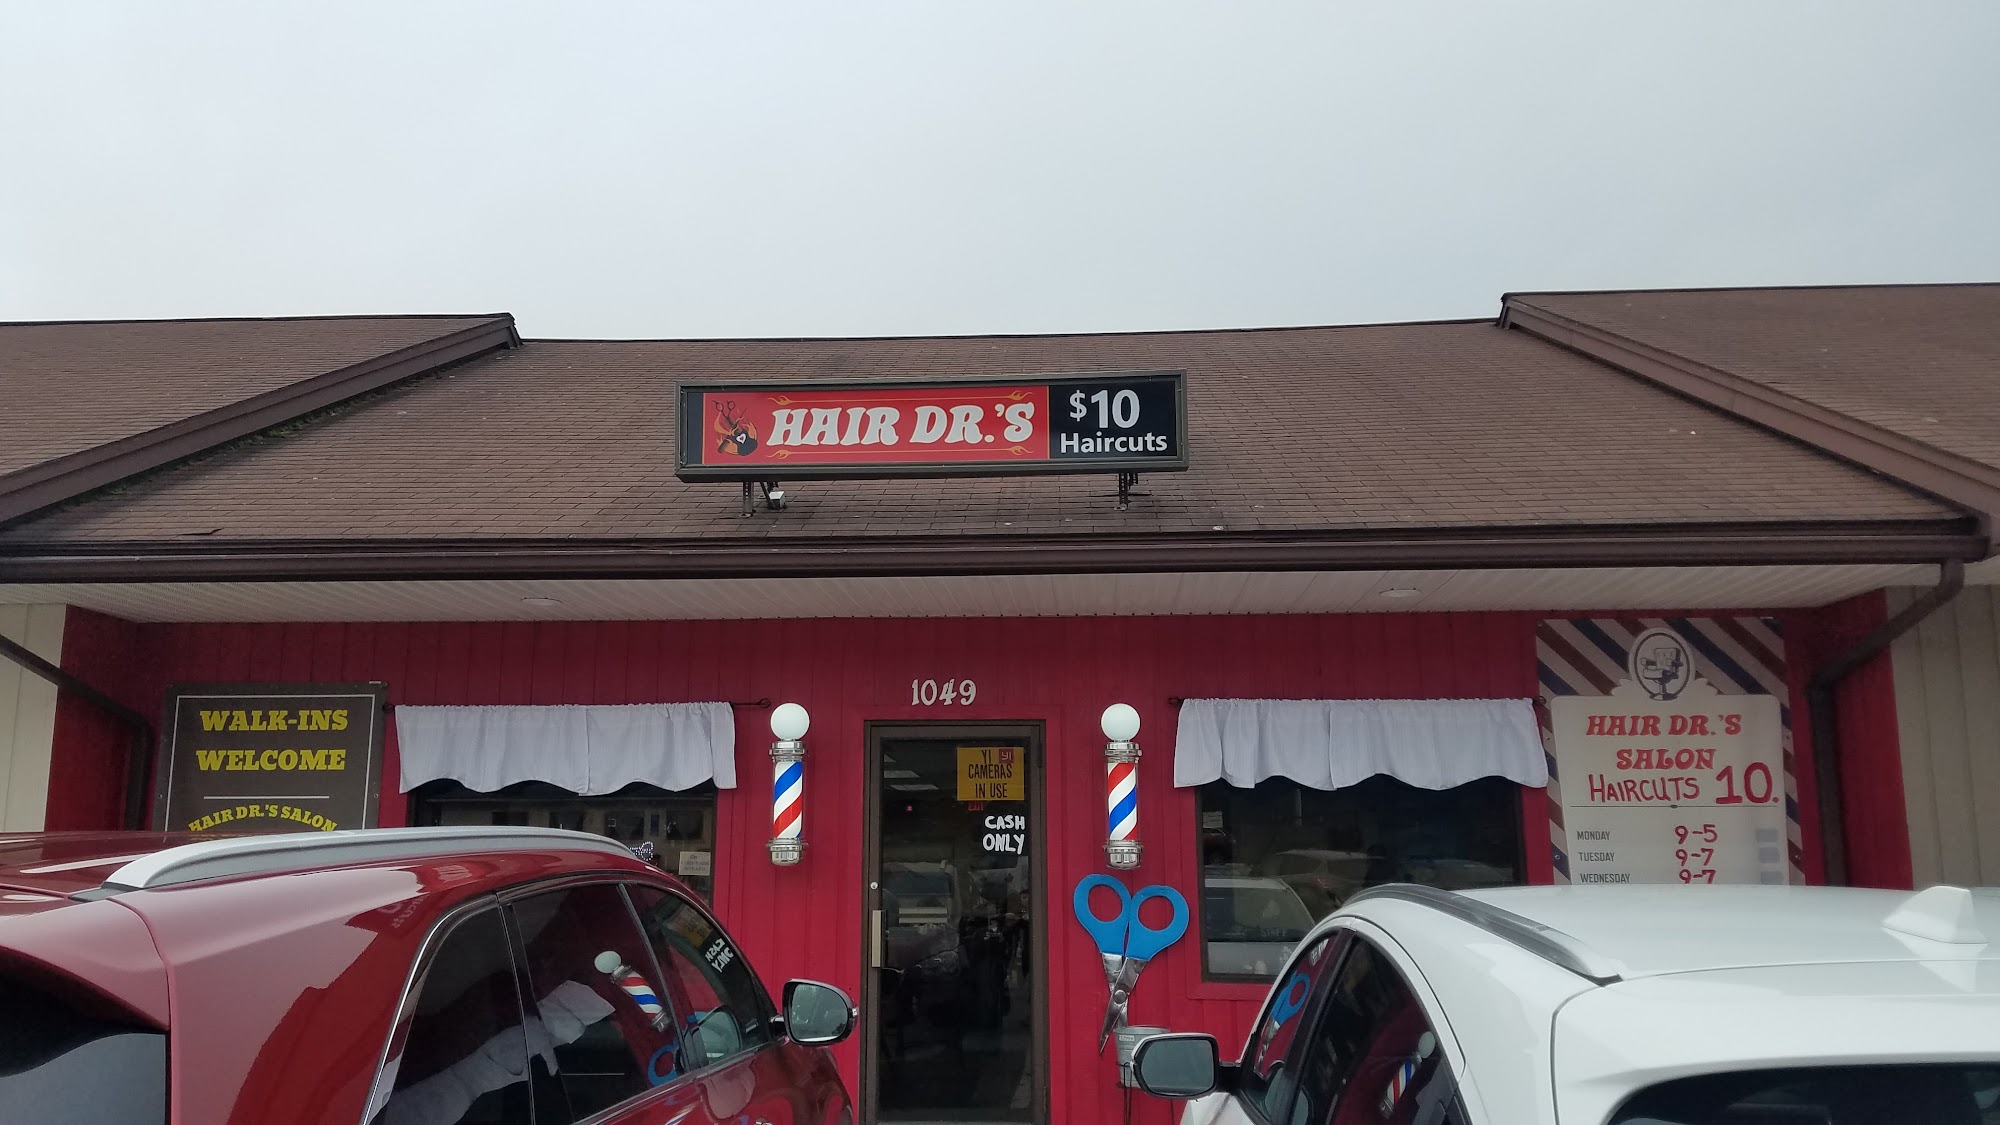 HAIR DR.'S
$10
Haircuts
1049
WALK-INS
WELCOME
HAIR DR.'S SALON
YI
CAMERAS
IN USE
CASH
ONLY
HAIR DR.'S
SALON
HAIRCUTS 10.
MONDAY 9-5
TUESDAY 9-7
WEDNESDAY 9-7